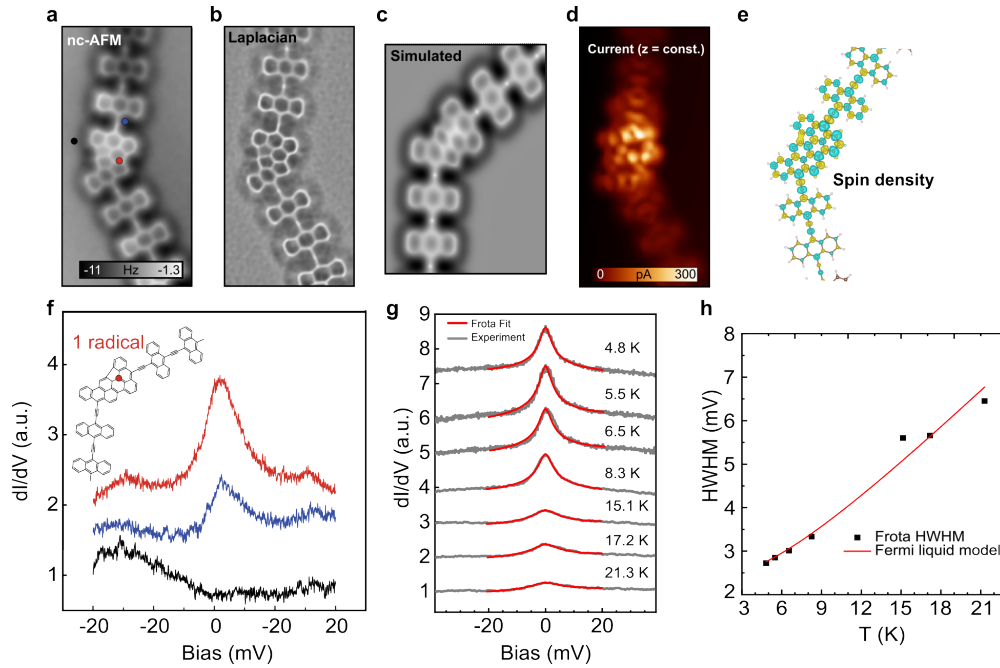 a
nc-AFM
-11 Hz -1.3
b
Laplacian
c
Simulated
d
Current (z = const.)
0 pA 300
e
Spin density
f
1 radical
4
3
2
1
dI/dV (a.u.)
-20 -20 0 20 20
Bias (mV)
g
Frota Fit
Experiment
9
8
7
6
5
4
3
2
1
dI/dV (a.u.)
4.8 K
5.5 K
6.5 K
8.3 K
15.1 K
17.2 K
21.3 K
-20 0 20
Bias (mV)
h
8
7
6
5
4
3
2
HWHM (mV)
Frota HWHM
Fermi liquid model
3 6 9 12 15 18 21
T (K)